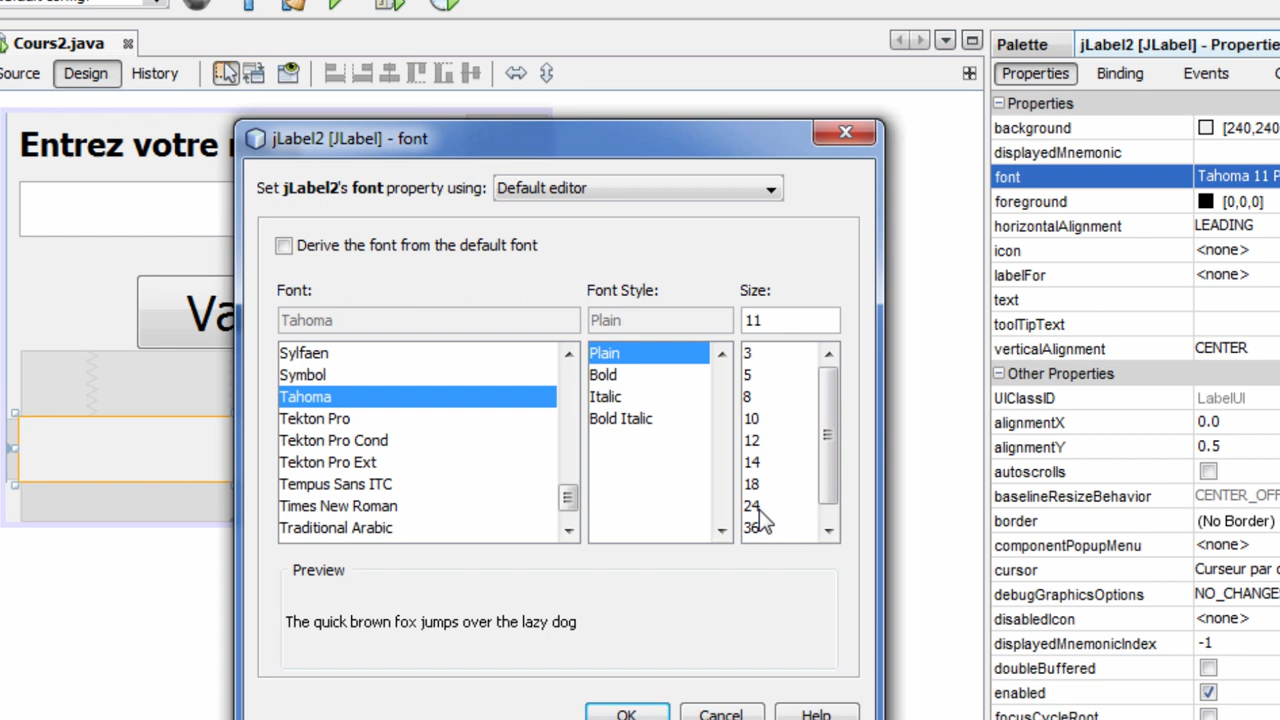 Cours2.java
Design
History
Entrez votre
jLabel2 [JLabel] - font
Set jLabel2's font property using:
Default editor
Derive the font from the default font
Font:
Font Style:
Size:
Tahoma
Plain
11
Sylfaen
Symbol
Tahoma
Tekton Pro
Tekton Pro Cond
Tekton Pro Ext
Tempus Sans ITC
Times New Roman
Traditional Arabic
Plain
Bold
Italic
Bold Italic
3
5
8
10
12
14
18
24
36
Preview
The quick brown fox jumps over the lazy dog
OK
Cancel
Help
Palette
jLabel2 [JLabel] - Propertie
Properties
Binding
Events
Properties
background [240,240
displayedMnemonic
font Tahoma 11 P
foreground [0,0,0]
horizontalAlignment LEADING
icon <none>
labelFor <none>
text
toolTipText
verticalAlignment CENTER
Other Properties
UIClassID LabelUI
alignmentX 0.0
alignmentY 0.5
autoscrolls
baselineResizeBehavior CENTER_OFF
border (No Border)
componentPopupMenu <none>
cursor Curseur par
debugGraphicsOptions NO_CHANGE
disabledIcon <none>
displayedMnemonicIndex -1
doubleBuffered
enabled
focusCycleRoot